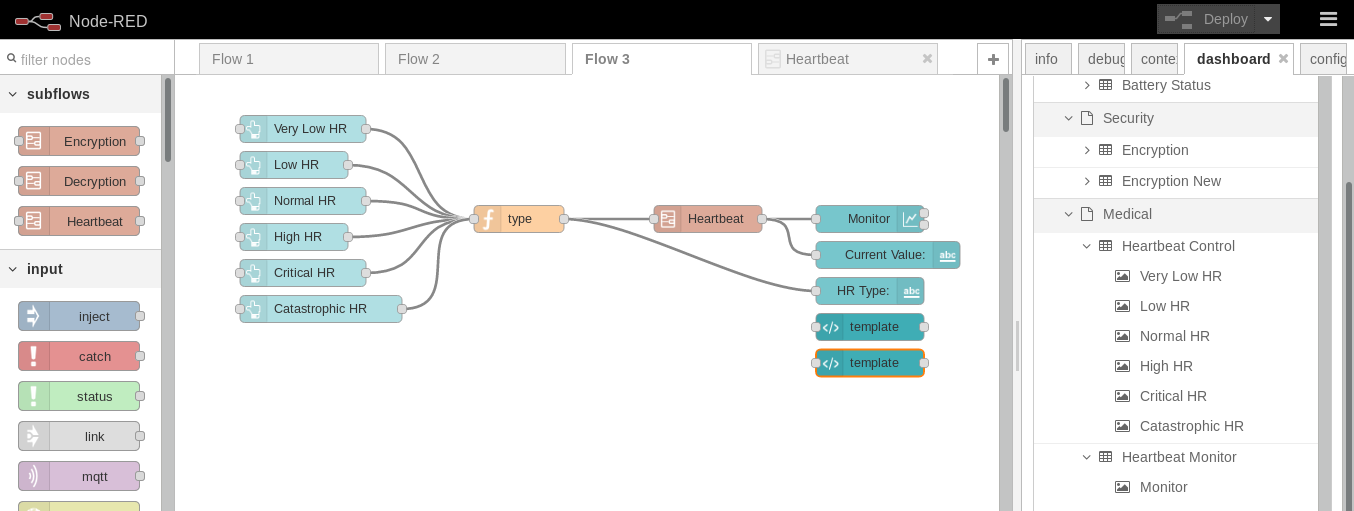 Node-RED
Deploy
filter nodes
Flow 1
Flow 2
Flow 3
Heartbeat
info
debug
conte
dashboard
config
subflows
Encryption
Decryption
Heartbeat
input
inject
catch
status
link
mqtt
Very Low HR
Low HR
Normal HR
High HR
Critical HR
Catastrophic HR
type
Heartbeat
Monitor
Current Value: abc
HR Type: abc
template
template
Battery Status
Security
Encryption
Encryption New
Medical
Heartbeat Control
Very Low HR
Low HR
Normal HR
High HR
Critical HR
Catastrophic HR
Heartbeat Monitor
Monitor